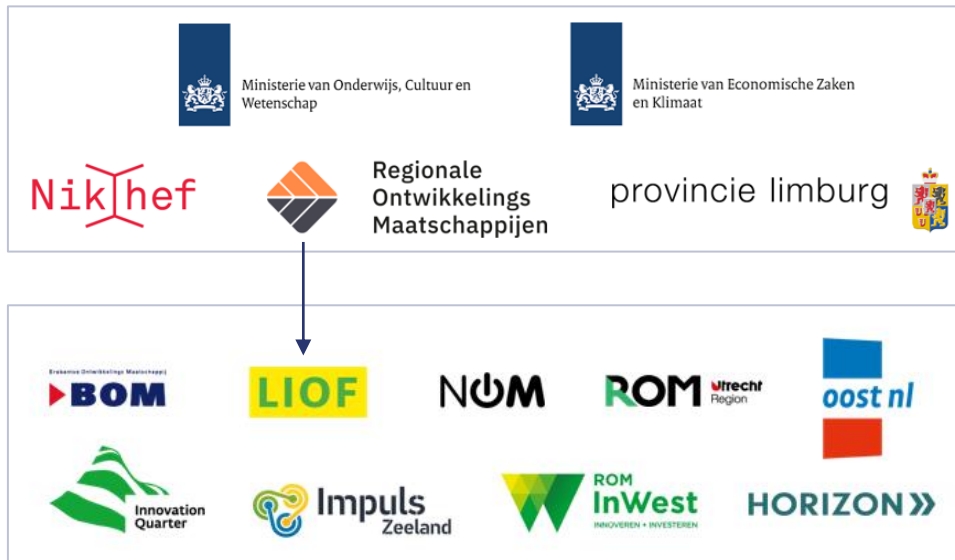 Ministerie van Onderwijs, Cultuur en
Wetenschap
Ministerie van Economische Zaken
en Klimaat
Nikhef
Regionale
Ontwikkelings
Maatschappijen
provincie limburg
Brabantse Ontwikkelings Maatschappij
BOM
LIOF
NOM
ROM Utrecht
Region
oost nl
Innovation
Quarter
Impuls
Zeeland
ROM
InWest
INNOVEREN + INVESTEREN
HORIZON